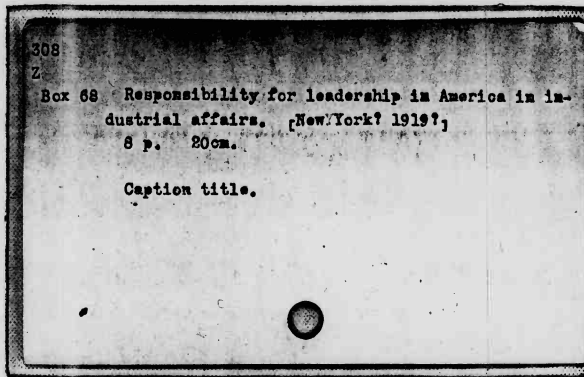 308
Z
Box 68 Responsibility for leadership in America in in-
dustrial affairs. [New York? 1919?]
8 p. 20cm.
Caption title.